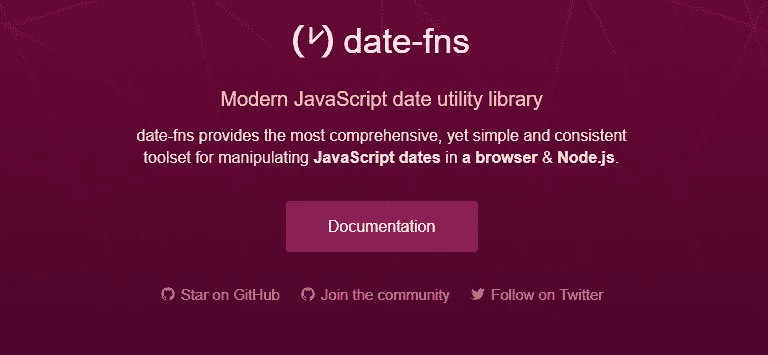 date-fns
Modern JavaScript date utility library
date-fns provides the most comprehensive, yet simple and consistent
toolset for manipulating JavaScript dates in a browser & Node.js.
Documentation
Star on GitHub Join the community Follow on Twitter